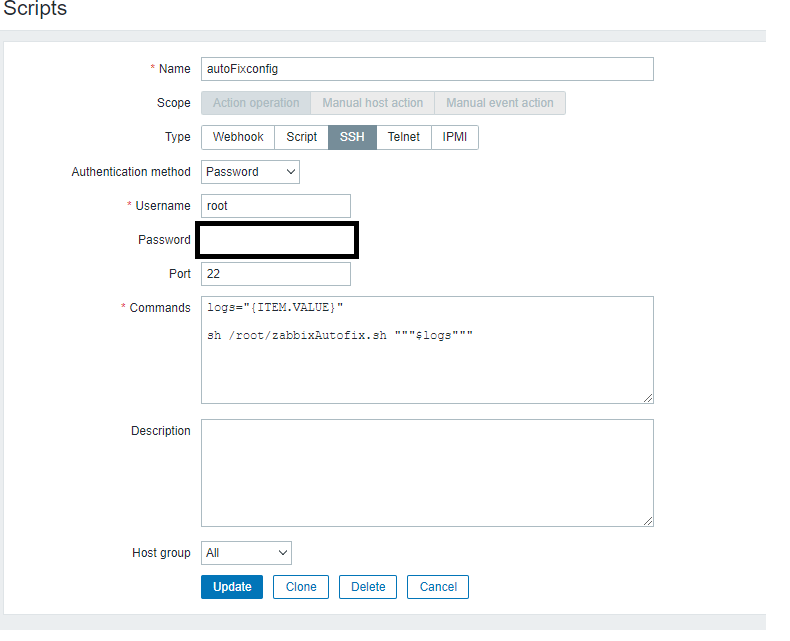 Scripts
* Name autoFixconfig
Scope Action operation Manual host action Manual event action
Type Webhook Script SSH Telnet IPMI
Authentication method Password
* Username root
Password
Port 22
* Commands logs="{ITEM.VALUE}"
sh /root/zabbixAutofix.sh """$logs"""
Description
Host group All
Update Clone Delete Cancel